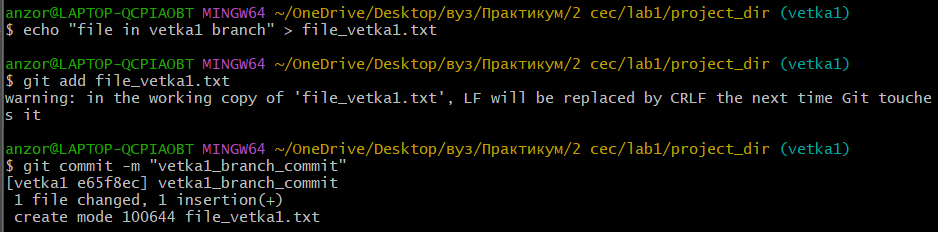 anzor@LAPTOP-QCPIAOBT MINGW64 ~/OneDrive/Desktop/вуз/Практикум/2 сес/lab1/project_dir (vetka1)
$ echo "file in vetka1 branch" > file_vetka1.txt
anzor@LAPTOP-QCPIAOBT MINGW64 ~/OneDrive/Desktop/вуз/Практикум/2 сес/lab1/project_dir (vetka1)
$ git add file_vetka1.txt
warning: in the working copy of 'file_vetka1.txt', LF will be replaced by CRLF the next time Git touche
s it
anzor@LAPTOP-QCPIAOBT MINGW64 ~/OneDrive/Desktop/вуз/Практикум/2 сес/lab1/project_dir (vetka1)
$ git commit -m "vetka1_branch_commit"
[vetka1 e65f8ec] vetka1_branch_commit
 1 file changed, 1 insertion(+)
 create mode 100644 file_vetka1.txt